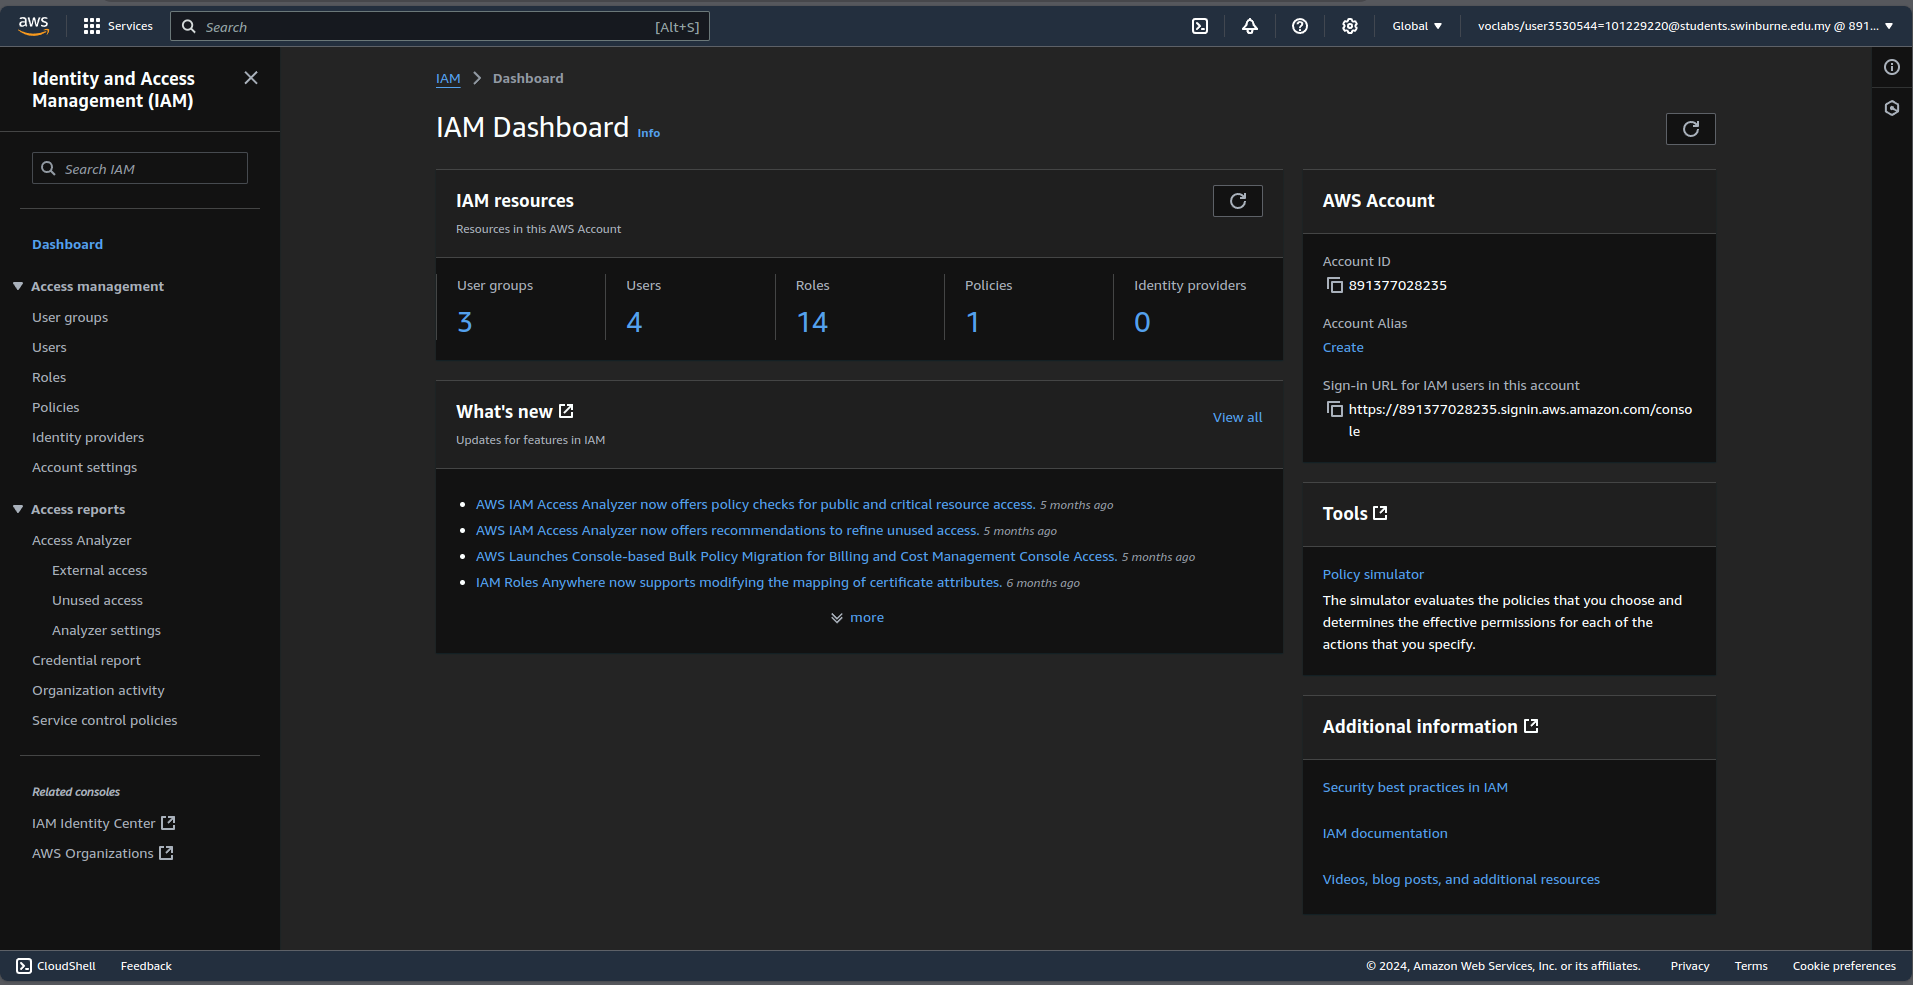 aws
Services
Search
[Alt+S]
Global
voclabs/user3530544=101229220@students.swinburne.edu.my @ 891...
Identity and Access
Management (IAM)
Search IAM
Dashboard
Access management
User groups
Users
Roles
Policies
Identity providers
Account settings
Access reports
Access Analyzer
External access
Unused access
Analyzer settings
Credential report
Organization activity
Service control policies
Related consoles
IAM Identity Center
AWS Organizations
IAM > Dashboard
IAM Dashboard Info
IAM resources
Resources in this AWS Account
User groups
3
Users
4
Roles
14
Policies
1
Identity providers
0
What's new
View all
Updates for features in IAM
AWS IAM Access Analyzer now offers policy checks for public and critical resource access. 5 months ago
AWS IAM Access Analyzer now offers recommendations to refine unused access. 5 months ago
AWS Launches Console-based Bulk Policy Migration for Billing and Cost Management Console Access. 5 months ago
IAM Roles Anywhere now supports modifying the mapping of certificate attributes. 6 months ago
more
AWS Account
Account ID
891377028235
Account Alias
Create
Sign-in URL for IAM users in this account
https://891377028235.signin.aws.amazon.com/conso
le
Tools
Policy simulator
The simulator evaluates the policies that you choose and
determines the effective permissions for each of the
actions that you specify.
Additional information
Security best practices in IAM
IAM documentation
Videos, blog posts, and additional resources
CloudShell
Feedback
© 2024, Amazon Web Services, Inc. or its affiliates.
Privacy
Terms
Cookie preferences